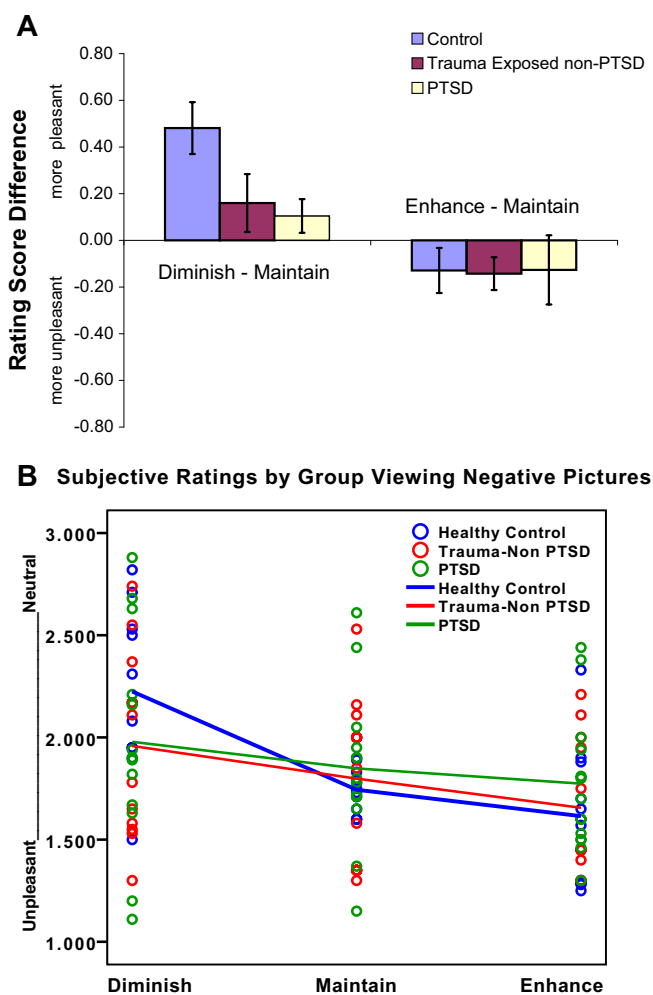 A
Control
Trauma Exposed non-PTSD
PTSD
Rating Score Difference
more pleasant
more unpleasant
0.80
0.60
0.40
0.20
0.00
-0.20
-0.40
-0.60
-0.80
Diminish - Maintain
Enhance - Maintain
B Subjective Ratings by Group Viewing Negative Pictures
Healthy Control
Trauma-Non PTSD
PTSD
Healthy Control
Trauma-Non PTSD
PTSD
Neutral
Unpleasant
3.000
2.500
2.000
1.500
1.000
Diminish Maintain Enhance